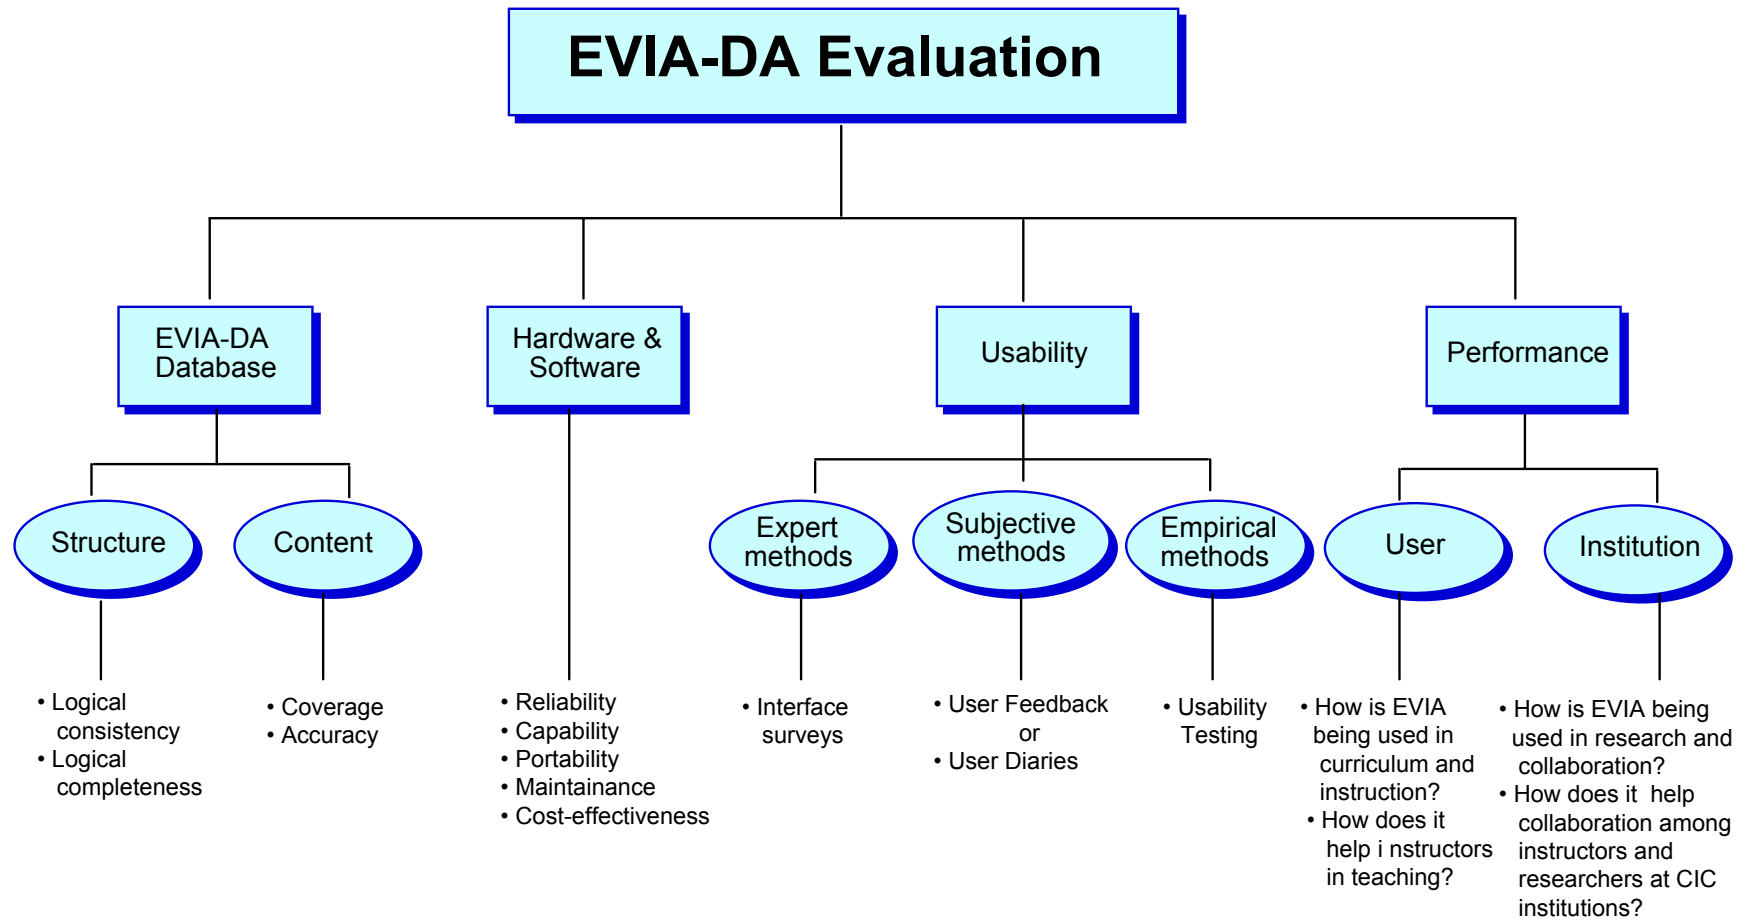 EVIA-DA Evaluation
EVIA-DA
Database
Hardware &
Software
Usability
Performance
Structure
Content
Expert
methods
Subjective
methods
Empirical
methods
User
Institution
• Logical
consistency
• Logical
completeness
• Coverage
• Accuracy
• Reliability
• Capability
• Portability
• Maintainance
• Cost-effectiveness
• Interface
surveys
• User Feedback
or
• User Diaries
• Usability
Testing
• How is EVIA
being used in
curriculum and
instruction?
• How does it
help i nstructors
in teaching?
• How is EVIA being
used in research and
collaboration?
• How does it help
collaboration among
instructors and
researchers at CIC
institutions?